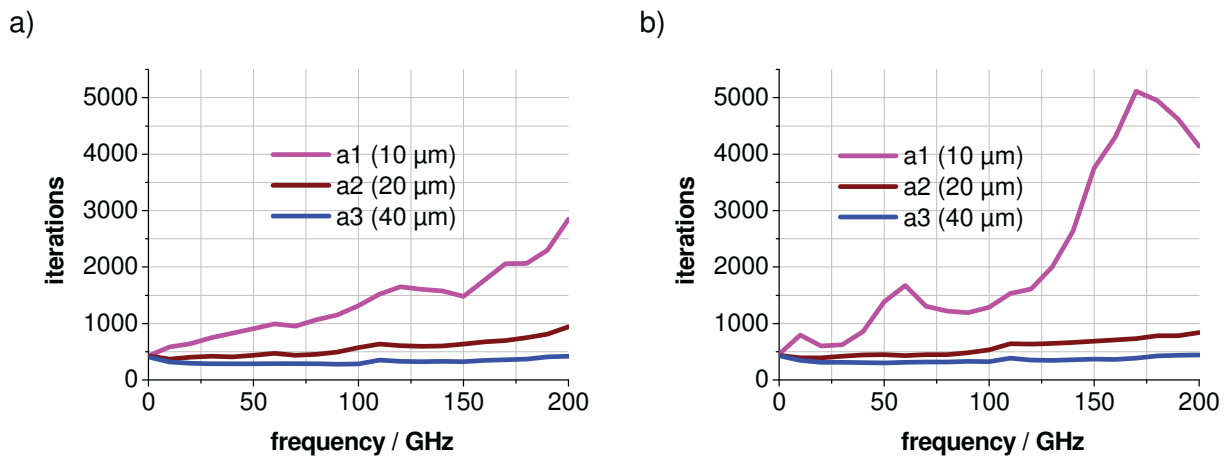 a)
iterations
5000
4000
3000
2000
1000
0
a1 (10 µm)
a2 (20 µm)
a3 (40 µm)
0
50
100
150
200
frequency / GHz
b)
iterations
5000
4000
3000
2000
1000
0
a1 (10 µm)
a2 (20 µm)
a3 (40 µm)
0
50
100
150
200
frequency / GHz